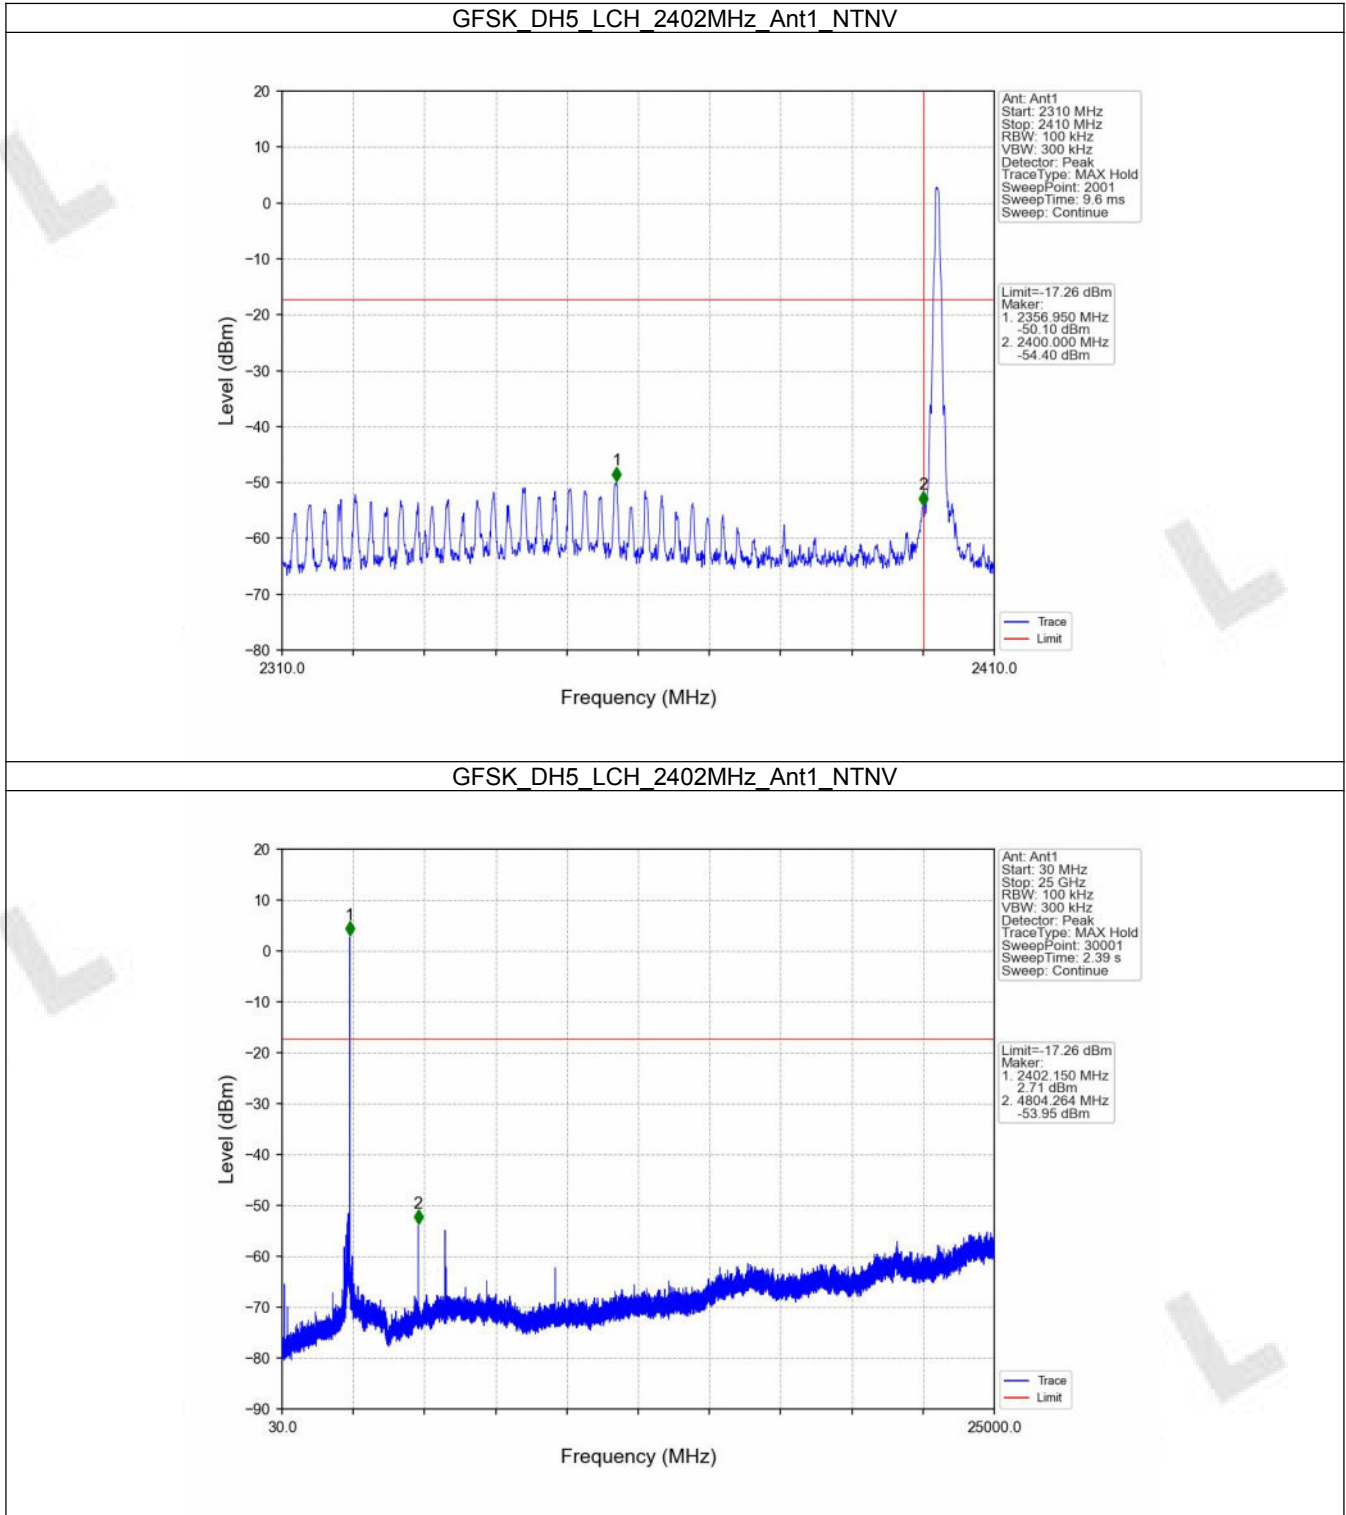 GFSK_DH5_LCH_2402MHz_Ant1_NTNV
20
10
0
−10
−20
−30
−40
−50
−60
−70
−80
Level (dBm)
2310.0
2410.0
Frequency (MHz)
1
2
Ant: Ant1
Start: 2310 MHz
Stop: 2410 MHz
RBW: 100 kHz
VBW: 300 kHz
Detector: Peak
TraceType: MAX Hold
SweepPoint: 2001
SweepTime: 9.6 ms
Sweep: Continue
Limit=-17.26 dBm
Maker:
1. 2356.950 MHz
-50.10 dBm
2. 2400.000 MHz
-54.40 dBm
Trace
Limit
GFSK_DH5_LCH_2402MHz_Ant1_NTNV
20
10
0
−10
−20
−30
−40
−50
−60
−70
−80
−90
Level (dBm)
30.0
25000.0
Frequency (MHz)
1
2
Ant: Ant1
Start: 30 MHz
Stop: 25 GHz
RBW: 100 kHz
VBW: 300 kHz
Detector: Peak
TraceType: MAX Hold
SweepPoint: 30001
SweepTime: 2.39 s
Sweep: Continue
Limit=-17.26 dBm
Maker:
1. 2402.150 MHz
2.71 dBm
2. 4804.264 MHz
-53.95 dBm
Trace
Limit